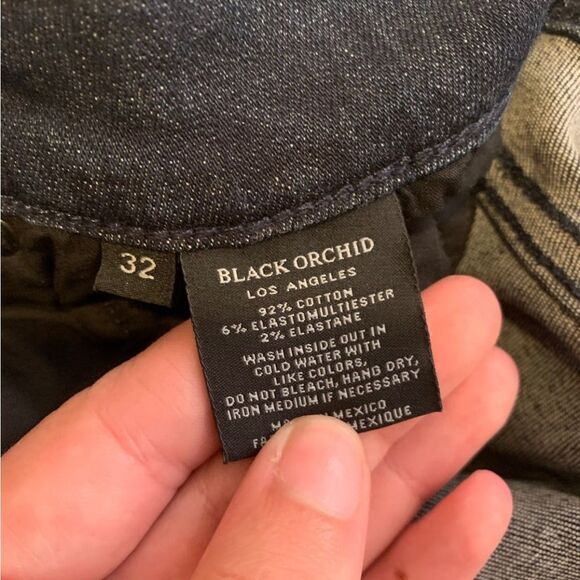 32
BLACK ORCHID
LOS ANGELES
92% COTTON
6% ELASTOMULTIESTER
2% ELASTANE
WASH INSIDE OUT IN
COLD WATER WITH
LIKE COLORS,
DO NOT BLEACH, HANG DRY,
IRON MEDIUM IF NECESSARY
MEXICO
MEXIQUE